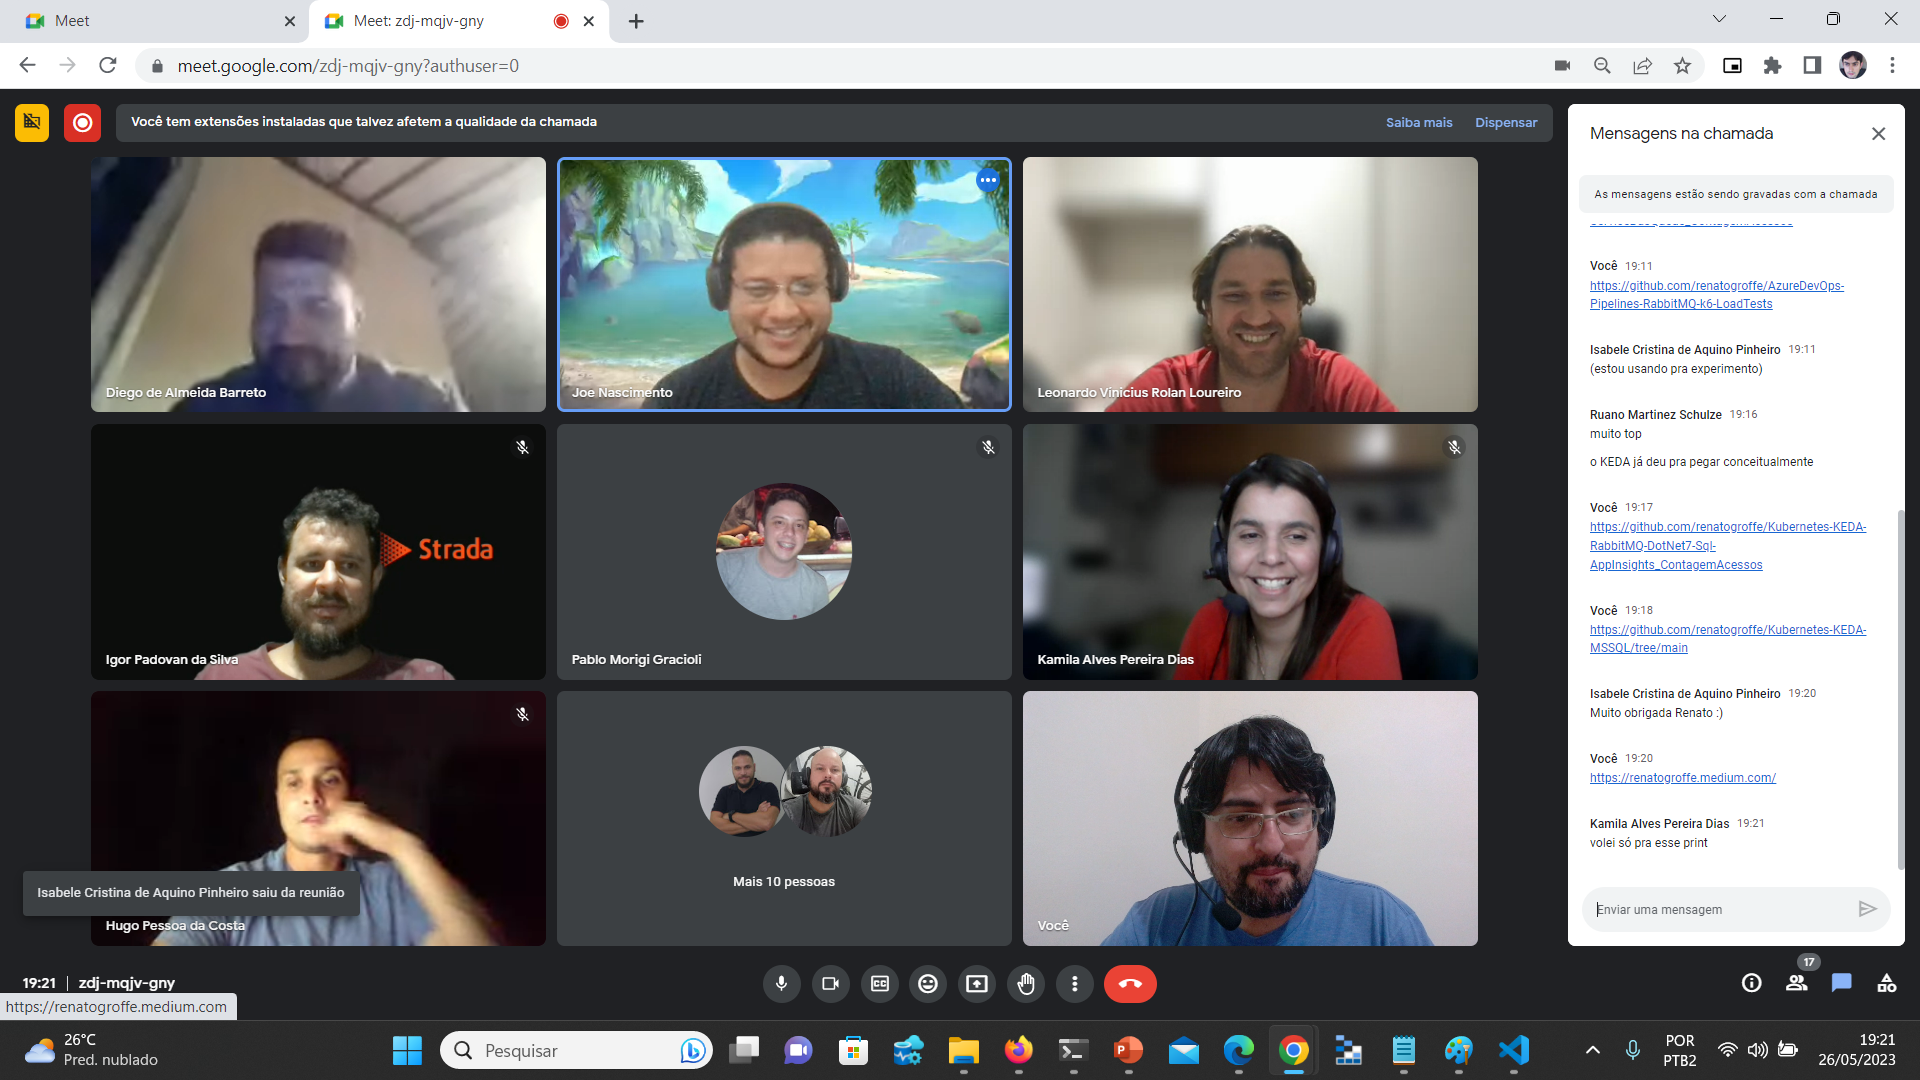 Meet
Meet: zdj-mqjv-gny
meet.google.com/zdj-mqjv-gny?authuser=0
Você tem extensões instaladas que talvez afetem a qualidade da chamada
Saiba mais
Dispensar
Diego de Almeida Barreto
Joe Nascimento
Leonardo Vinicius Rolan Loureiro
Strada
Igor Padovan da Silva
Pablo Morigi Gracioli
Kamila Alves Pereira Dias
Isabele Cristina de Aquino Pinheiro saiu da reunião
Hugo Pessoa da Costa
Mais 10 pessoas
Você
Mensagens na chamada
As mensagens estão sendo gravadas com a chamada
Você 19:11
https://github.com/renatogroffe/AzureDevOps-
Pipelines-RabbitMQ-k6-LoadTests
Isabele Cristina de Aquino Pinheiro 19:11
(estou usando pra experimento)
Ruano Martinez Schulze 19:16
muito top
o KEDA já deu pra pegar conceitualmente
Você 19:17
https://github.com/renatogroffe/Kubernetes-KEDA-
RabbitMQ-DotNet7-Sql-
AppInsights_ContagemAcessos
Você 19:18
https://github.com/renatogroffe/Kubernetes-KEDA-
MSSQL/tree/main
Isabele Cristina de Aquino Pinheiro 19:20
Muito obrigada Renato :)
Você 19:20
https://renatogroffe.medium.com/
Kamila Alves Pereira Dias 19:21
volei só pra esse print
Enviar uma mensagem
19:21 | zdj-mqjv-gny
17
https://renatogroffe.medium.com
26°C
Pred. nublado
Pesquisar
POR
PTB2
19:21
26/05/2023